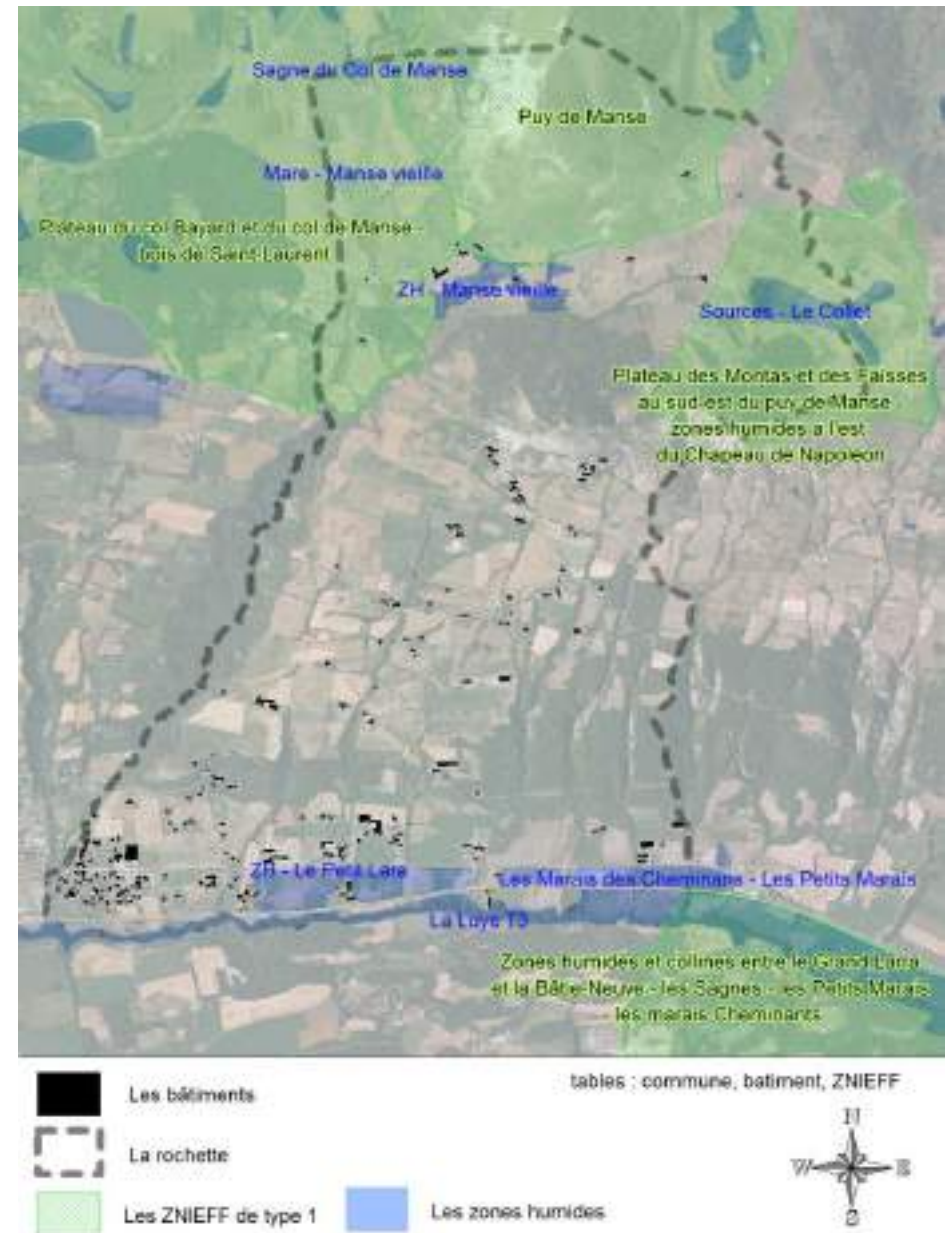 Sagne du Col de Manse
Puy de Manse
Mare - Manse vieille
Plateau du col Bayard et du col de Manse -
bois de Saint-Laurent
ZH - Manse vieille
Sources - Le Collet
Plateau des Montas et des Faisses
au sud-est du puy de Manse -
zones humides a l'est
du Chapeau de Napoléon
ZH - Le Petit Lara
Les Marais des Cheminans - Les Petits Marais
La Luye T3
Zones humides et collines entre le Grand Larra
et la Bâtie-Neuve - les Sagnes - les Petits Marais
les marais Cheminants
Les bâtiments
tables : commune, batiment, ZNIEFF
La rochette
N
W
E
S
Les ZNIEFF de type 1
Les zones humides